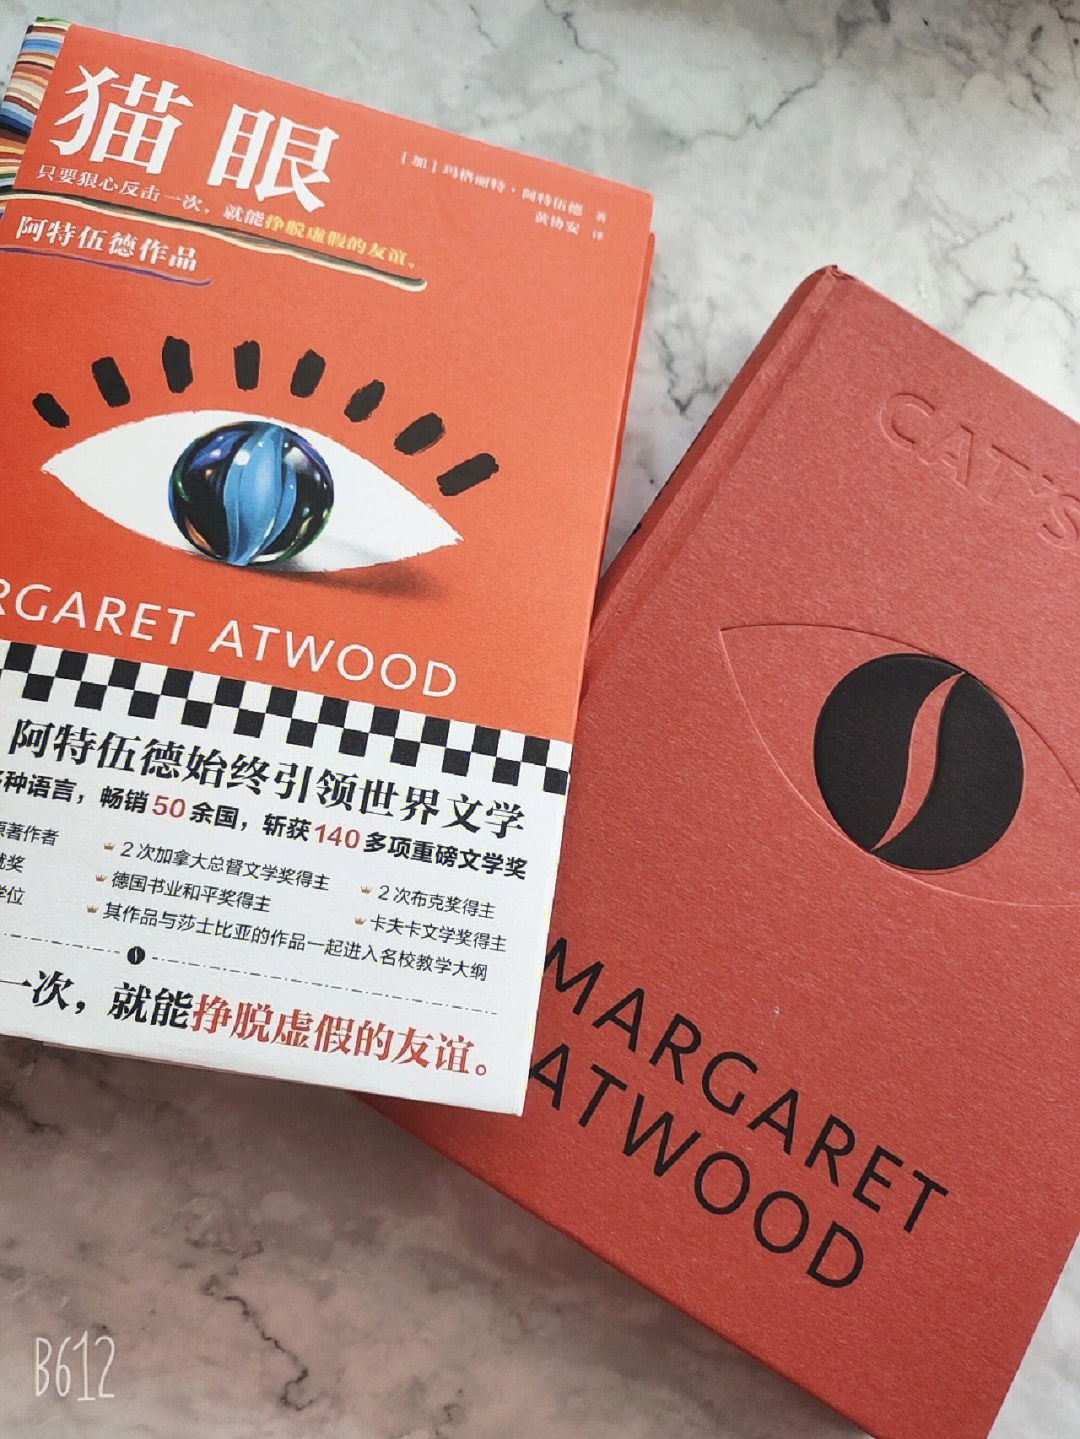 猫眼
[加] 玛格丽特·阿特伍德 著
黄协安 译
只要狠心反击一次，就能挣脱虚假的友谊。
阿特伍德作品
RGARET ATWOOD
阿特伍德始终引领世界文学
种语言，畅销50余国，斩获140多项重磅文学奖
原著作者
2次加拿大总督文学奖得主
2次布克奖得主
就奖
德国书业和平奖得主
卡夫卡文学奖得主
学位
其作品与莎士比亚的作品一起进入名校教学大纲
一次，就能挣脱虚假的友谊。
CAT'S
MARGARET
ATWOOD
B612